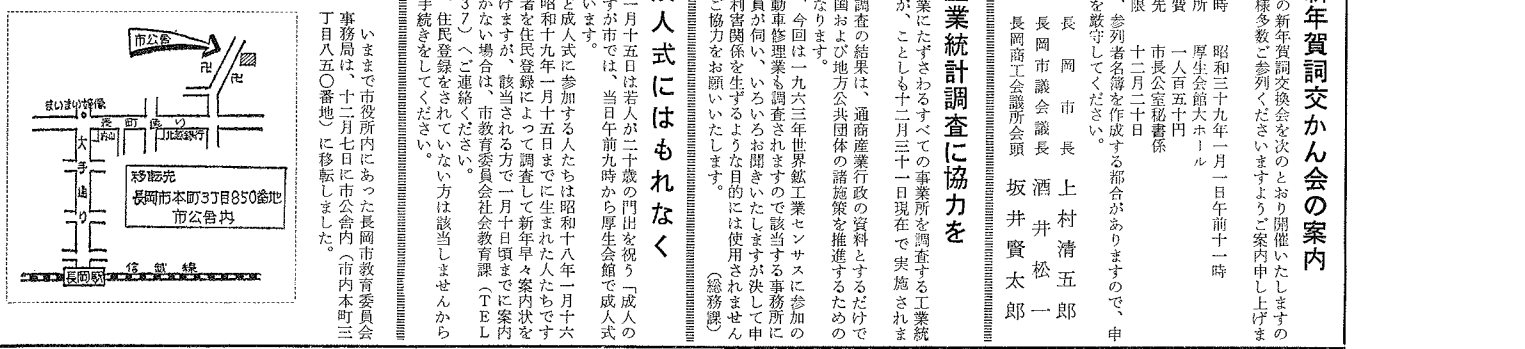 新年賀詞交かん会の案内
の新年賀詞交換会を次のとおり開催いたしますの
様多数ご参列くださいますようご案内申し上げま
時　昭和三十九年一月一日午前十一時
所　厚生会館大ホール
費　一人百五十円
先　市長公室秘書係
限　十二月二十日
、参列者名簿を作成する都合がありますので、申
を厳守してください。
長岡市長　上村清五郎
長岡市議会議長　酒井松一
長岡商工会議所会頭　坂井賢太郎
業統計調査に協力を
業にたずさわるすべての事業所を調査する工業統
が、ことしも十二月三十一日現在で実施されま
調査の結果は、通商産業行政の資料とするだけで
国および地方公共団体の諸施策を推進するための
なります。
、今回は一九六三年世界鉱工業センサスに参加の
動車修理業も調査されますので該当する事務所に
員が伺い、いろいろお聞きいたしますが決して申
利害関係を生ずるような目的には使用されません
ご協力をお願いいたします。
（総務課）
成人式にはもれなく
一月十五日は若人が二十歳の門出を祝う「成人の
すが市では、当日午前九時から厚生会館で成人式
います。
と成人式に参加する人たちは昭和十八年一月十六
昭和十九年一月十五日までに生まれた人たちです
者を住民登録によって調査して新年早々案内状を
けますが、該当される方で一月十日頃までに案内
かない場合は、市教育委員会社会教育課（ＴＥＬ
３７）へご連絡ください。
、住民登録をされていない方は該当しませんから
手続きをしてください。
いままで市役所内にあった長岡市教育委員会
事務局は、十二月七日に市公舎内（市内本町三
丁目八五〇番地）に移転しました。
市公舎
表町通り
北越銀行
大手通り
移転先
長岡市本町3丁目850番地
市公舎内
信越線
長岡駅